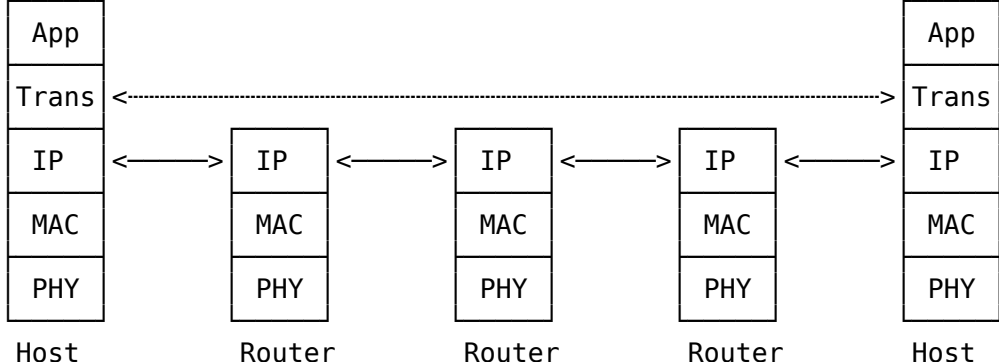 App App
Trans <--------------------------------> Trans
IP <────> IP <────> IP <────> IP <────> IP
MAC MAC MAC MAC MAC
PHY PHY PHY PHY PHY
Host Router Router Router Host